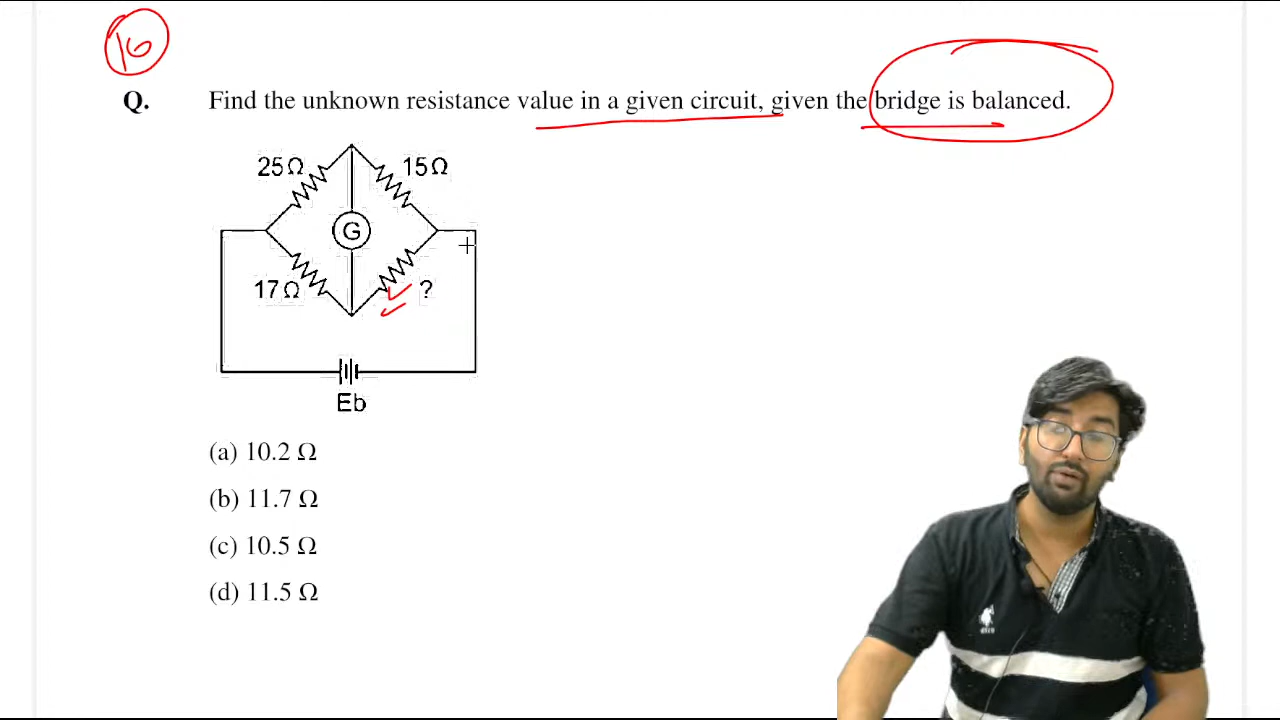 16
Q. Find the unknown resistance value in a given circuit, given the bridge is balanced.
25Ω 15Ω
G
+
17Ω ?
Eb
(a) 10.2 Ω
(b) 11.7 Ω
(c) 10.5 Ω
(d) 11.5 Ω